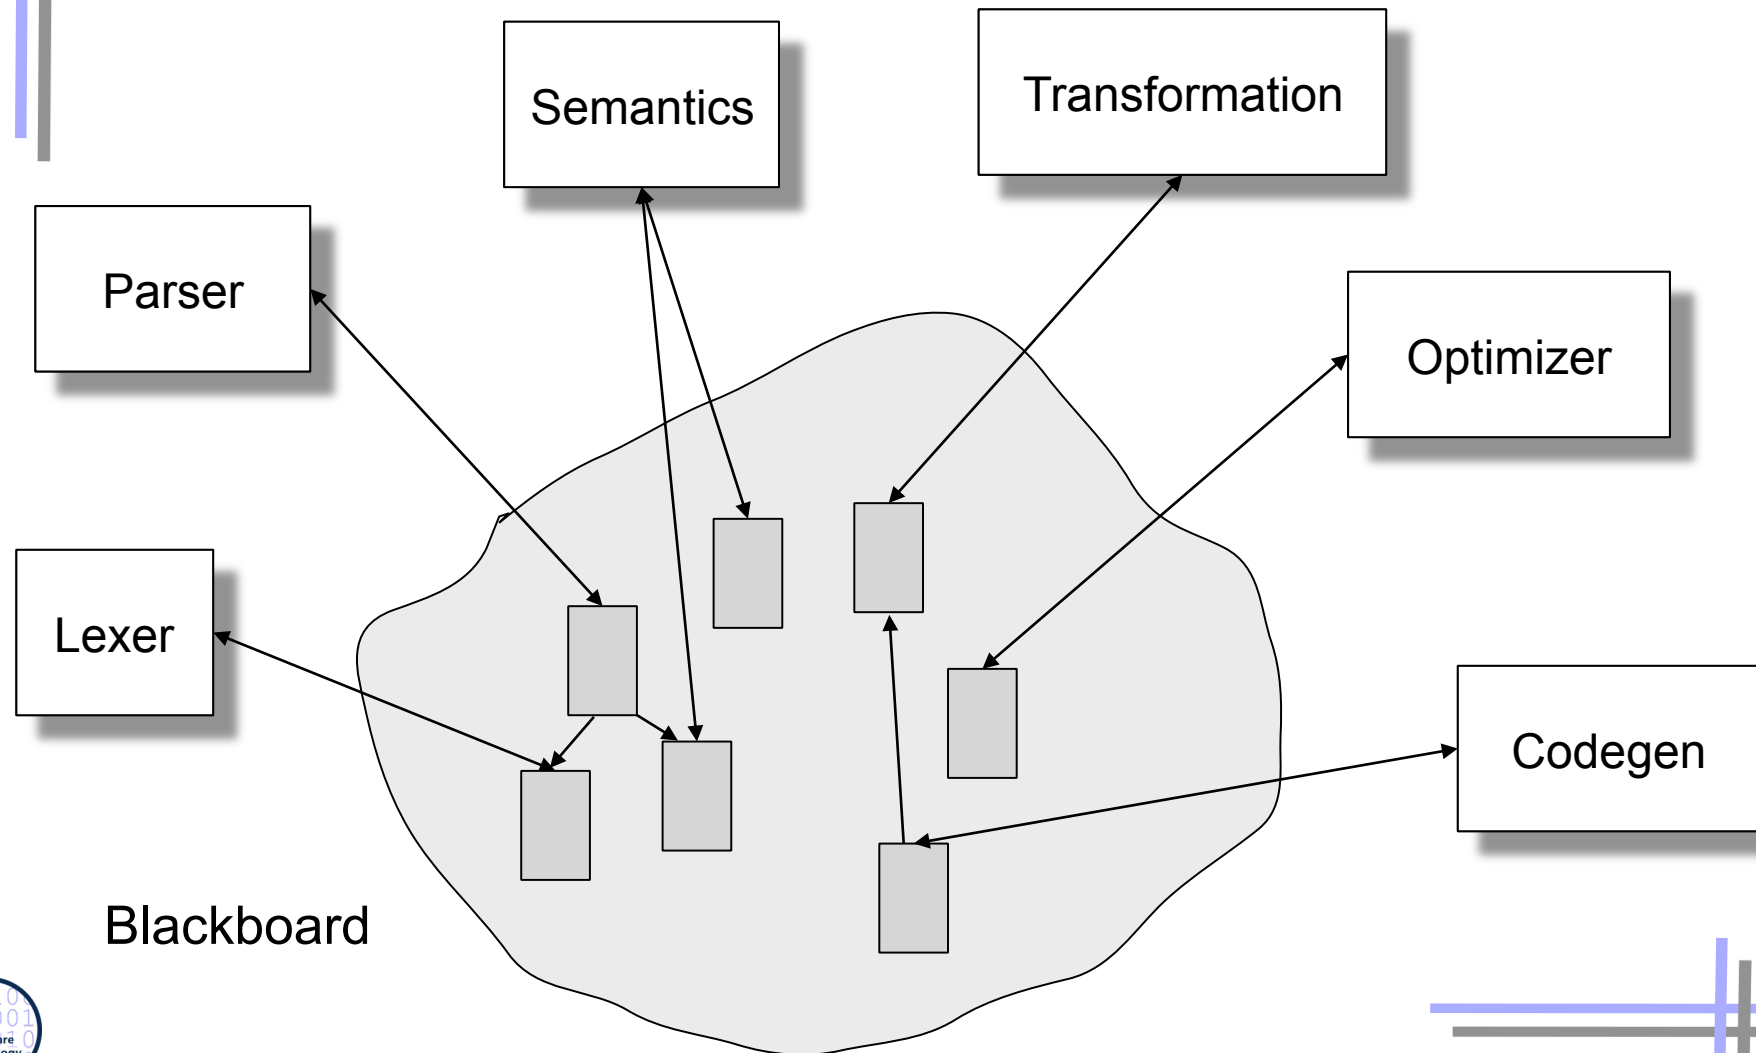 Semantics
Transformation
Parser
Optimizer
Lexer
Codegen
Blackboard